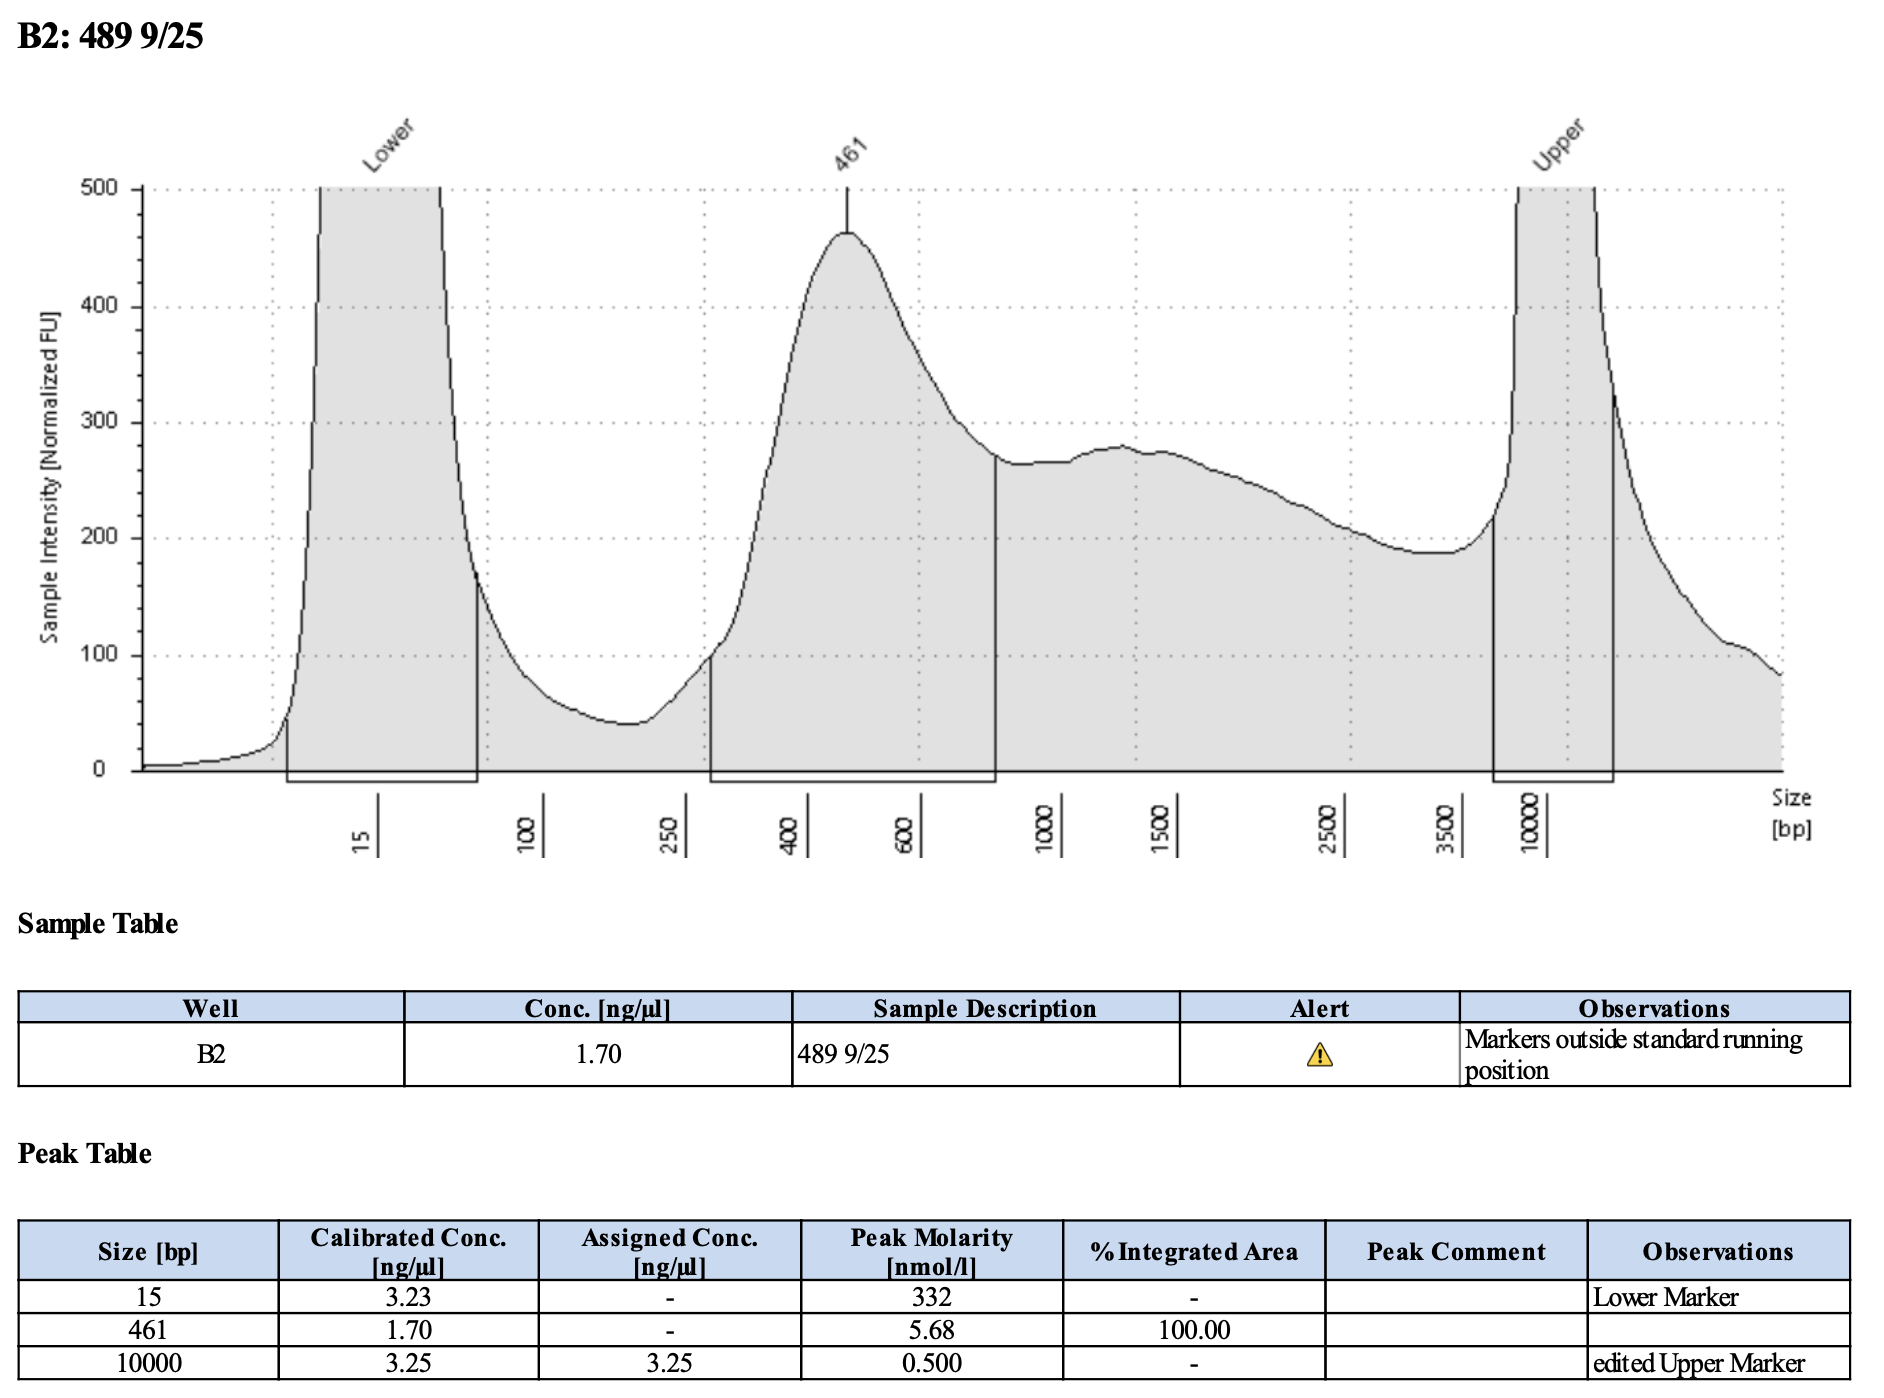 B2: 489 9/25
Lower
461
Upper
500
400
300
200
100
0
Sample Intensity [Normalized FU]
15
100
250
400
600
1000
1500
2500
3500
10000
Size
[bp]
Sample Table
Well Conc. [ng/µl] Sample Description Alert Observations
B2 1.70 489 9/25 Markers outside standard running
position
Peak Table
Size [bp] Calibrated Conc. [ng/µl] Assigned Conc. [ng/µl] Peak Molarity [nmol/l] % Integrated Area Peak Comment Observations
15 3.23 - 332 - Lower Marker
461 1.70 - 5.68 100.00
10000 3.25 3.25 0.500 - edited Upper Marker